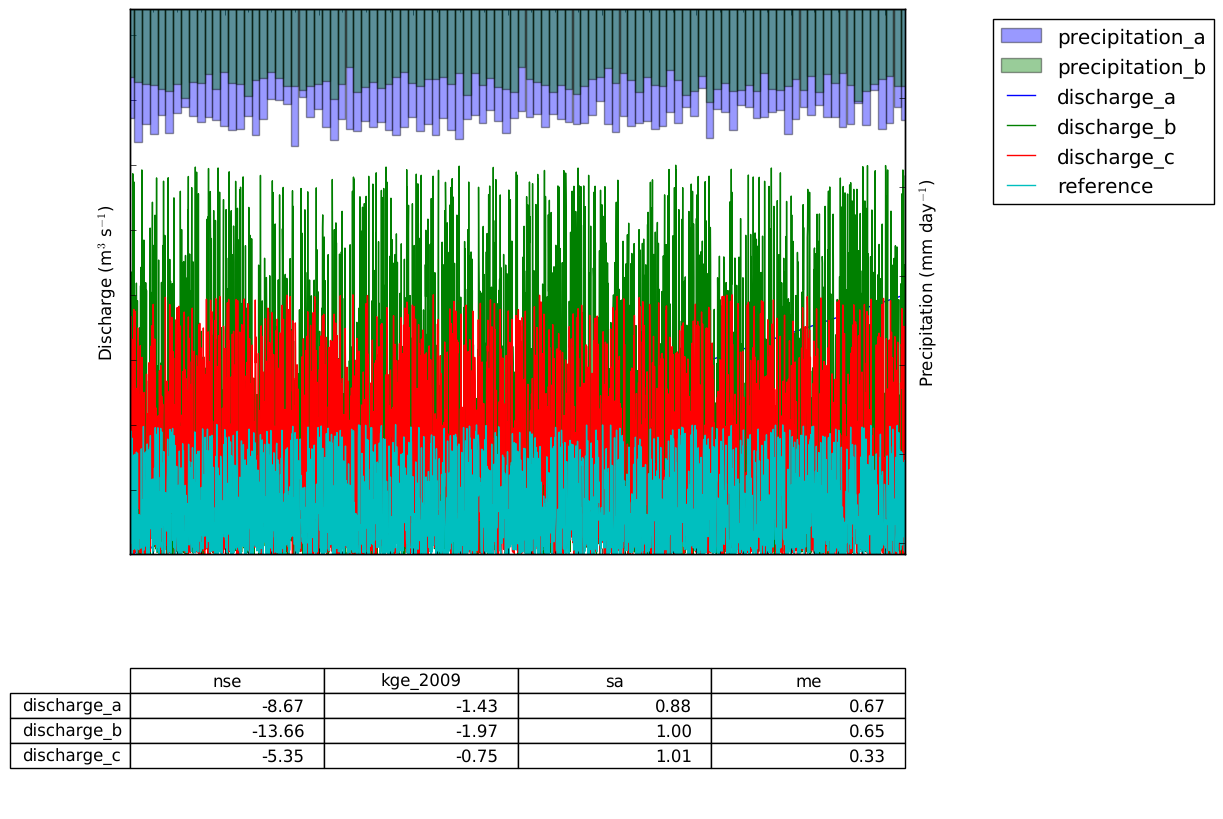 precipitation_a
precipitation_b
discharge_a
discharge_b
discharge_c
reference
Discharge (m³ s⁻¹)
Precipitation (mm day⁻¹)
nse kge_2009 sa me
discharge_a -8.67 -1.43 0.88 0.67
discharge_b -13.66 -1.97 1.00 0.65
discharge_c -5.35 -0.75 1.01 0.33